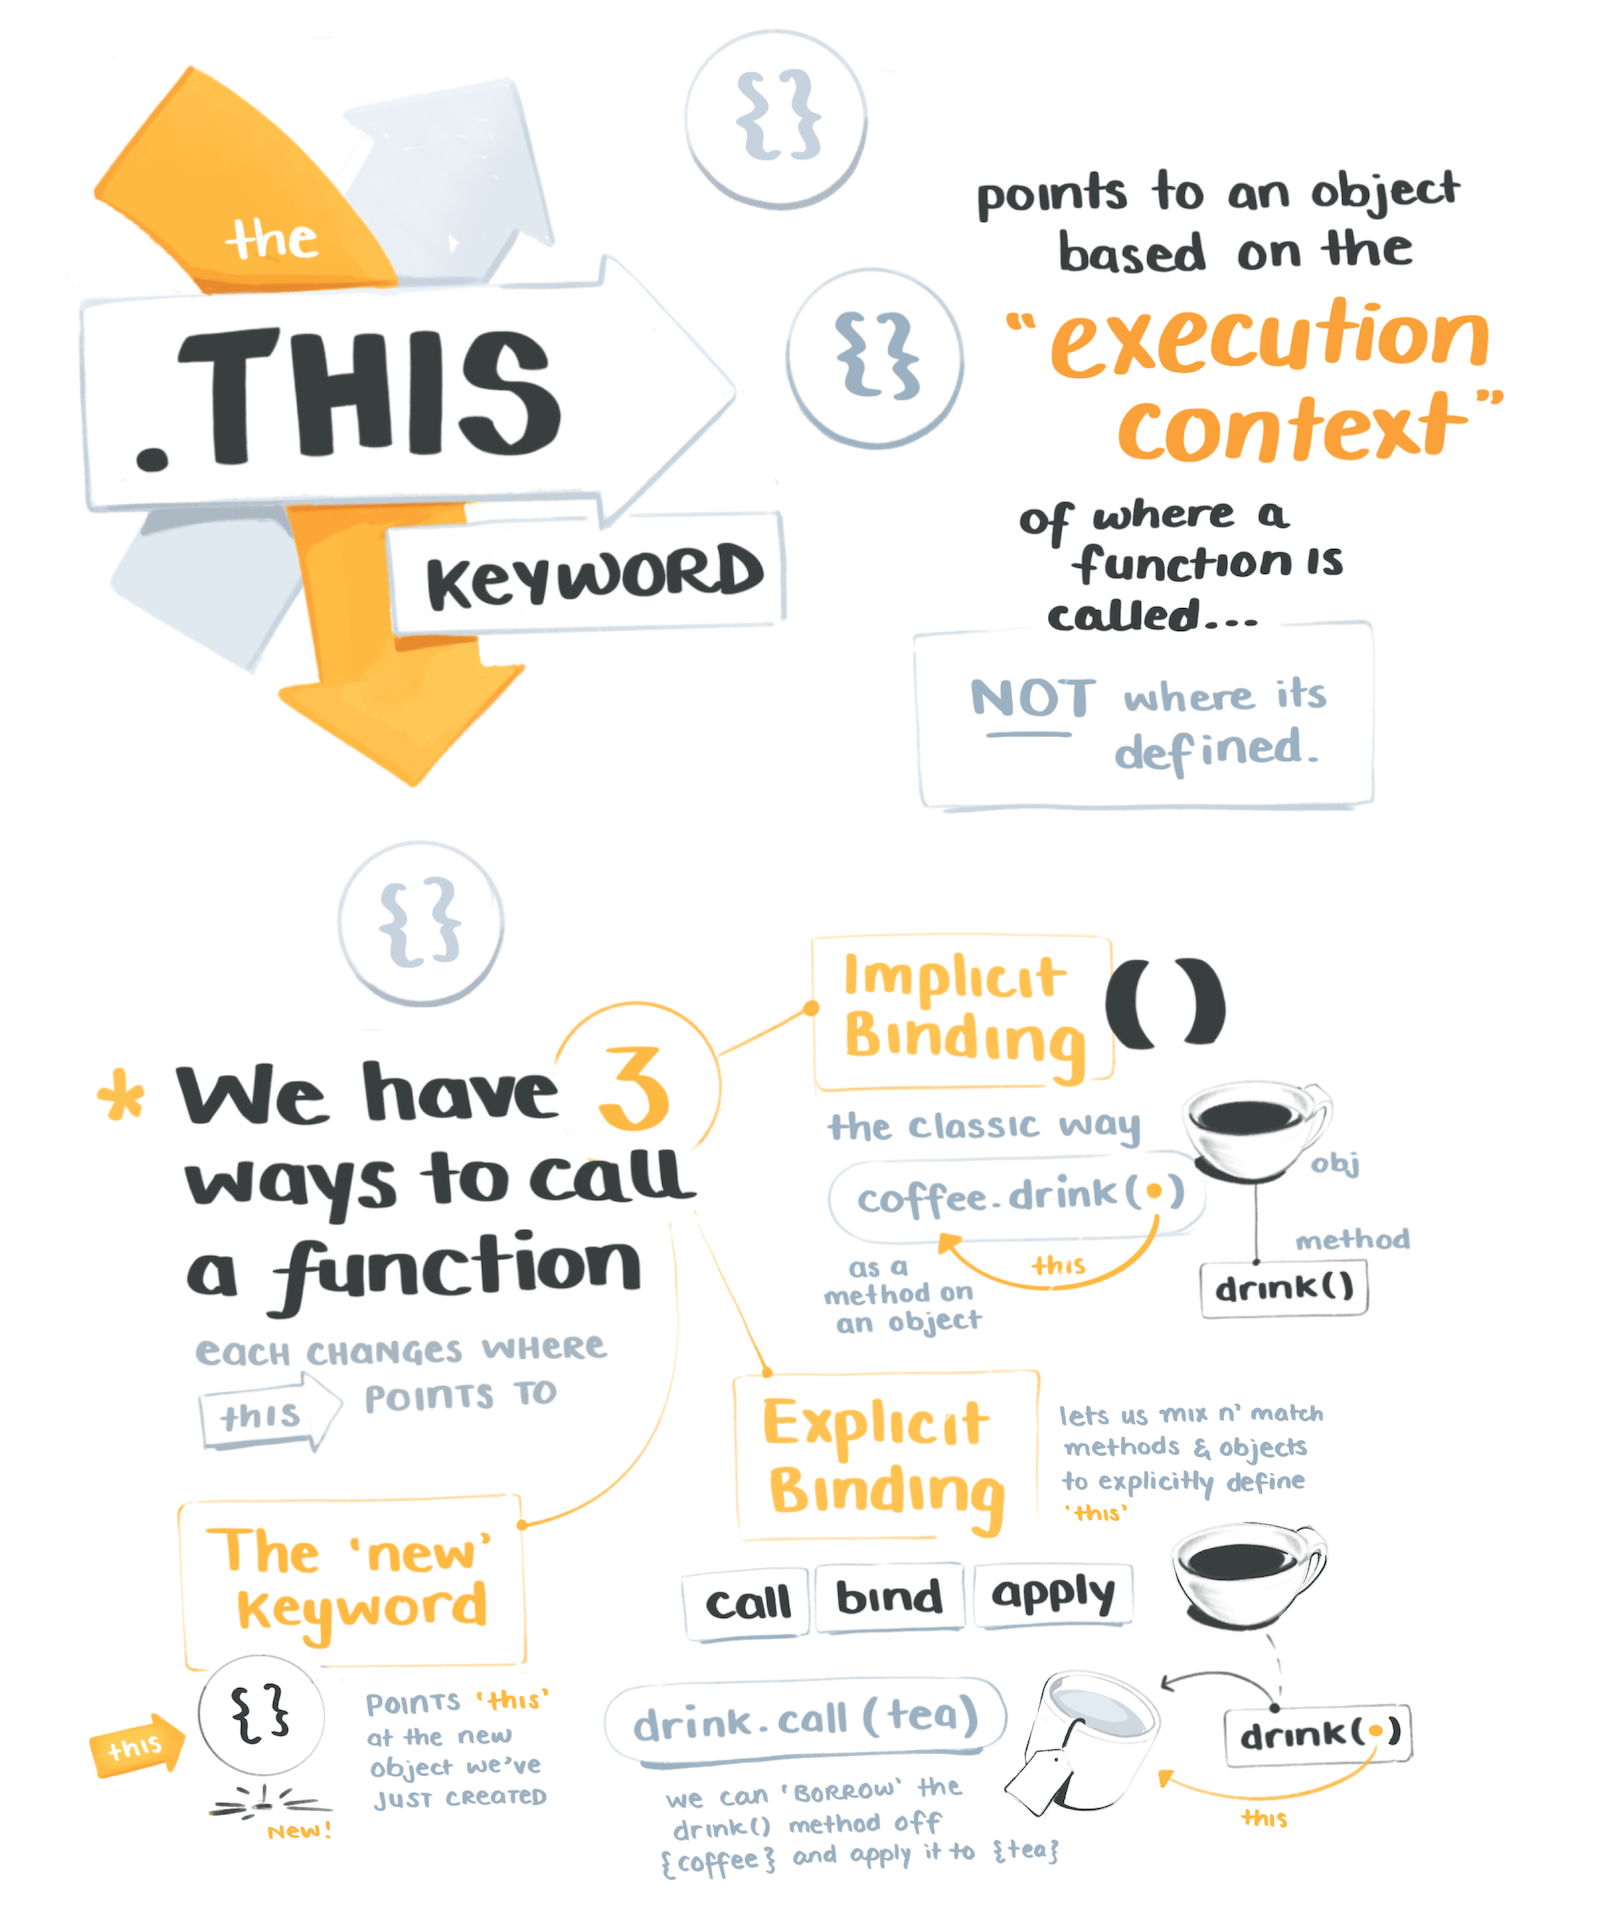 the
.THIS
KEYWORD
{}
{}
points to an object
based on the
"execution
context"
of where a
function is
called...
NOT where its
defined.
{}
* We have 3
ways to call
a function
each changes where
this points to
Implicit
Binding
()
the classic way
coffee.drink(•)
this
as a
method on
an object
obj
method
drink()
Explicit
Binding
lets us mix n' match
methods & objects
to explicitly define
'this'
call bind apply
drink.call(tea)
we can 'BORROW' the
drink() method off
{coffee} and apply it to {tea}
drink(•)
this
The 'new'
keyword
this
{}
New!
points 'this'
at the new
object we've
just created